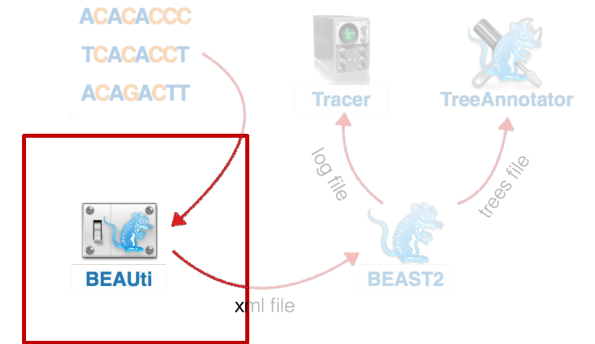 ACACACCC
TCACACCT
ACAGACTT
Tracer
TreeAnnotator
log file
trees file
BEAUti
BEAST2
xml file